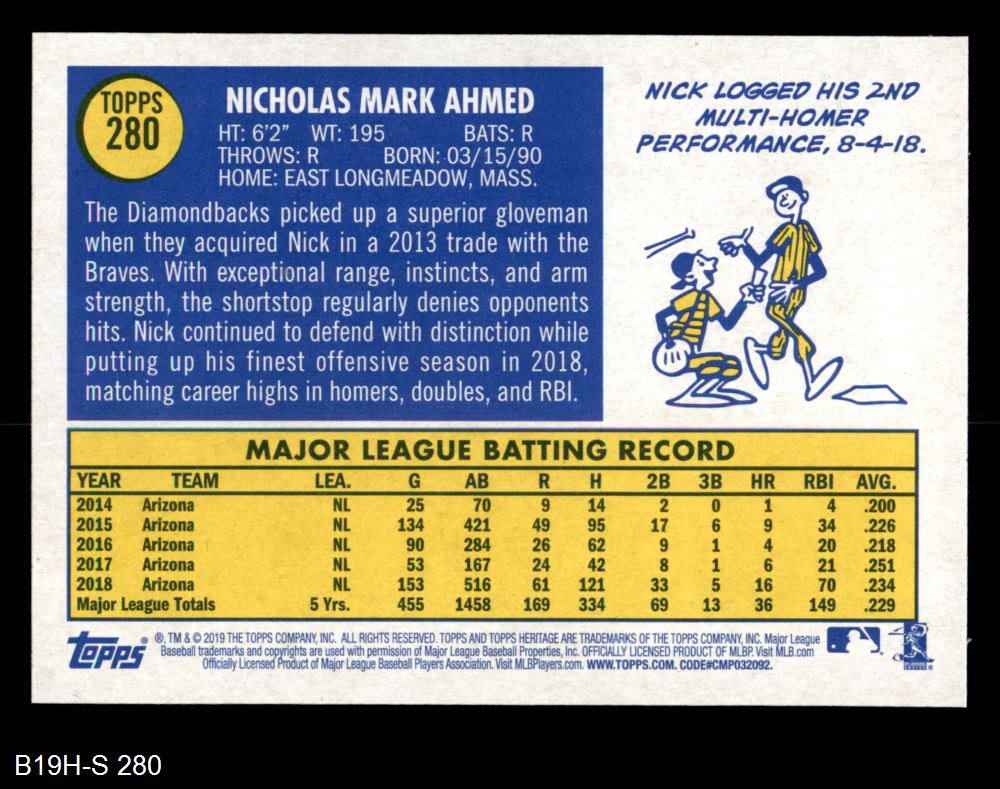 TOPPS
280
NICHOLAS MARK AHMED
HT: 6'2" WT: 195 BATS: R
THROWS: R BORN: 03/15/90
HOME: EAST LONGMEADOW, MASS.
The Diamondbacks picked up a superior gloveman
when they acquired Nick in a 2013 trade with the
Braves. With exceptional range, instincts, and arm
strength, the shortstop regularly denies opponents
hits. Nick continued to defend with distinction while
putting up his finest offensive season in 2018,
matching career highs in homers, doubles, and RBI.
NICK LOGGED HIS 2ND
MULTI-HOMER
PERFORMANCE, 8-4-18.
MAJOR LEAGUE BATTING RECORD
YEAR TEAM LEA. G AB R H 2B 3B HR RBI AVG.
2014 Arizona NL 25 70 9 14 2 0 1 4 .200
2015 Arizona NL 134 421 49 95 17 6 9 34 .226
2016 Arizona NL 90 284 26 62 9 1 4 20 .218
2017 Arizona NL 53 167 24 42 8 1 6 21 .251
2018 Arizona NL 153 516 61 121 33 5 16 70 .234
Major League Totals 5 Yrs. 455 1458 169 334 69 13 36 149 .229
Topps ® ®, TM & © 2019 THE TOPPS COMPANY, INC. ALL RIGHTS RESERVED. TOPPS AND TOPPS HERITAGE ARE TRADEMARKS OF THE TOPPS COMPANY, INC. Major League
Baseball trademarks and copyrights are used with permission of Major League Baseball Properties, Inc. OFFICIALLY LICENSED PRODUCT OF MLBP. Visit MLB.com
Officially Licensed Product of Major League Baseball Players Association. Visit MLBPlayers.com. WWW.TOPPS.COM. CODE#CMP032092.
B19H-S 280